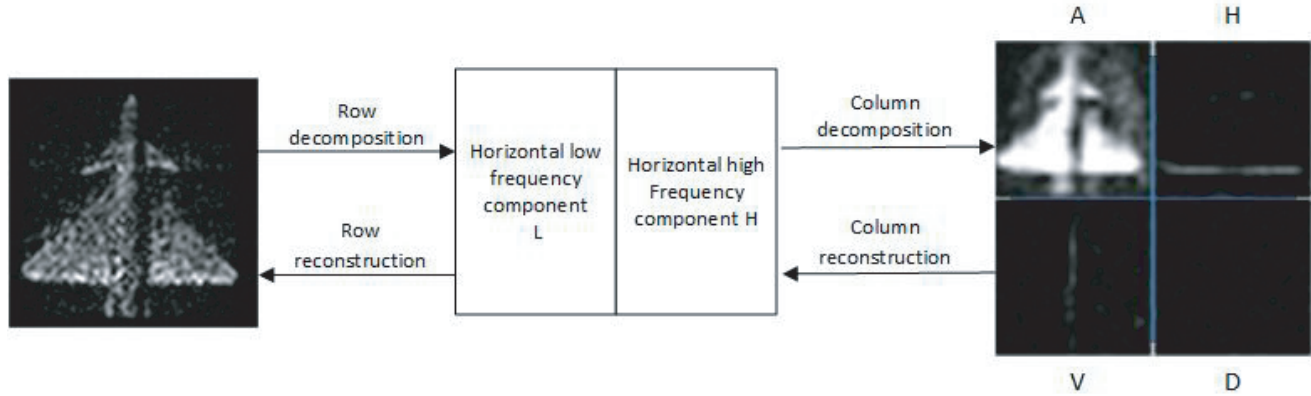 A H
Row
decomposition
Column
decomposition
Horizontal low
frequency
component
L
Horizontal high
Frequency
component H
Row
reconstruction
Column
reconstruction
V D